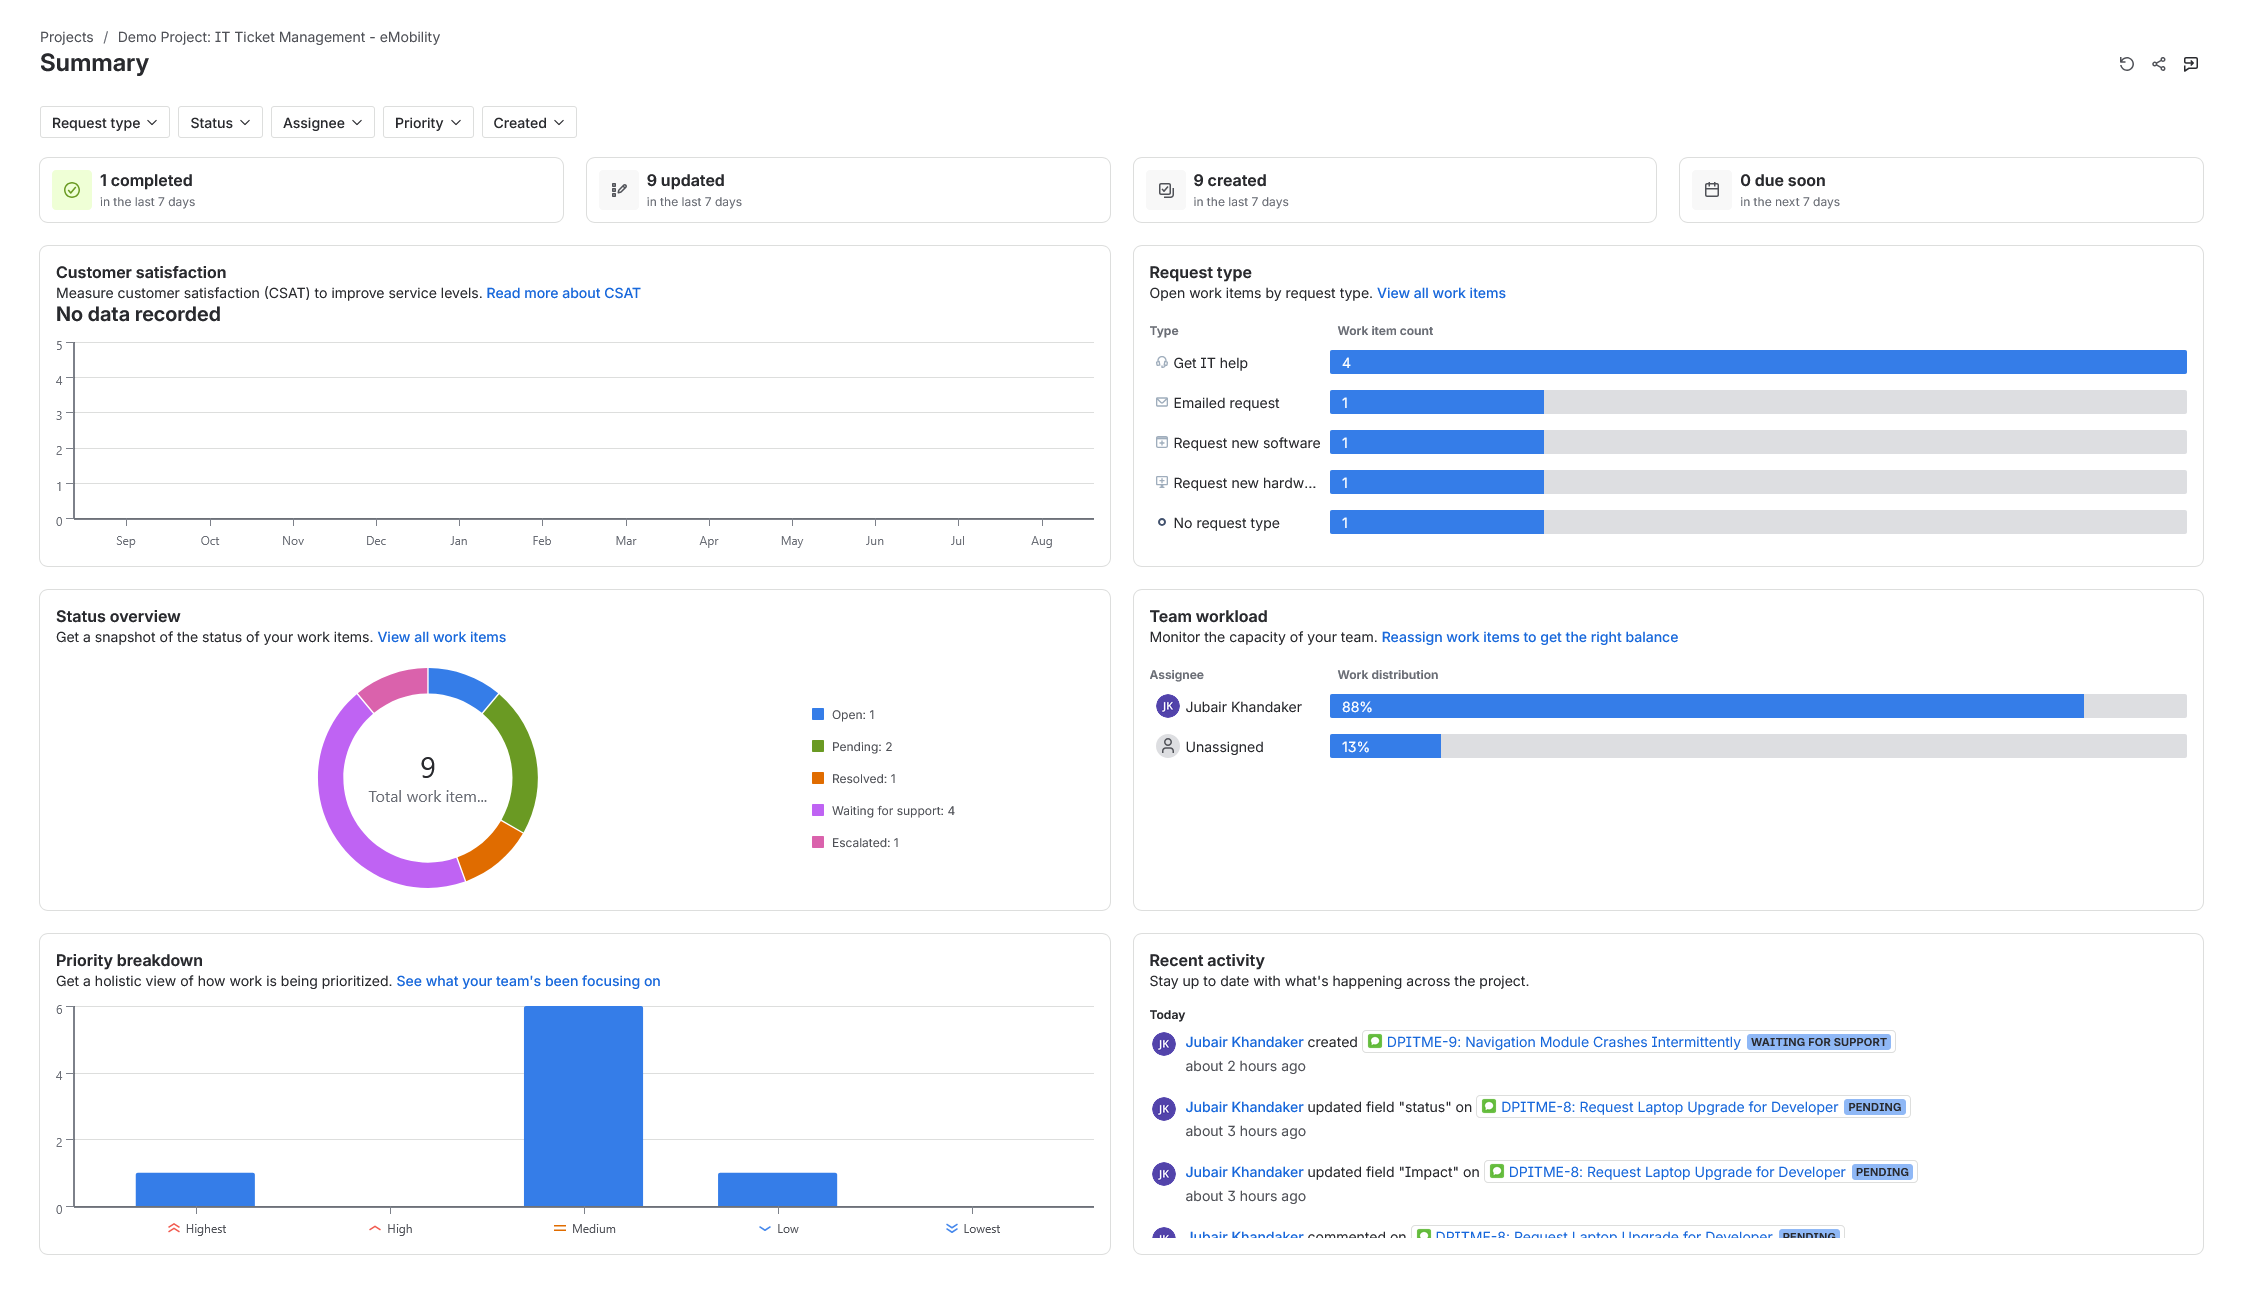 Projects / Demo Project: IT Ticket Management - eMobility
Summary
Request type
Status
Assignee
Priority
Created
1 completed
in the last 7 days
9 updated
in the last 7 days
9 created
in the last 7 days
0 due soon
in the next 7 days
Customer satisfaction
Measure customer satisfaction (CSAT) to improve service levels. Read more about CSAT
No data recorded
5
4
3
2
1
0
Sep Oct Nov Dec Jan Feb Mar Apr May Jun Jul Aug
Request type
Open work items by request type. View all work items
Type Work item count
Get IT help 4
Emailed request 1
Request new software 1
Request new hardw... 1
No request type 1
Status overview
Get a snapshot of the status of your work items. View all work items
9
Total work item...
Open: 1
Pending: 2
Resolved: 1
Waiting for support: 4
Escalated: 1
Team workload
Monitor the capacity of your team. Reassign work items to get the right balance
Assignee Work distribution
JK Jubair Khandaker 88%
Unassigned 13%
Priority breakdown
Get a holistic view of how work is being prioritized. See what your team's been focusing on
6
4
2
0
Highest High Medium Low Lowest
Recent activity
Stay up to date with what's happening across the project.
Today
JK Jubair Khandaker created DPITME-9: Navigation Module Crashes Intermittently WAITING FOR SUPPORT
about 2 hours ago
JK Jubair Khandaker updated field "status" on DPITME-8: Request Laptop Upgrade for Developer PENDING
about 3 hours ago
JK Jubair Khandaker updated field "Impact" on DPITME-8: Request Laptop Upgrade for Developer PENDING
about 3 hours ago
JK Jubair Khandaker commented on DPITME-8: Request Laptop Upgrade for Developer PENDING